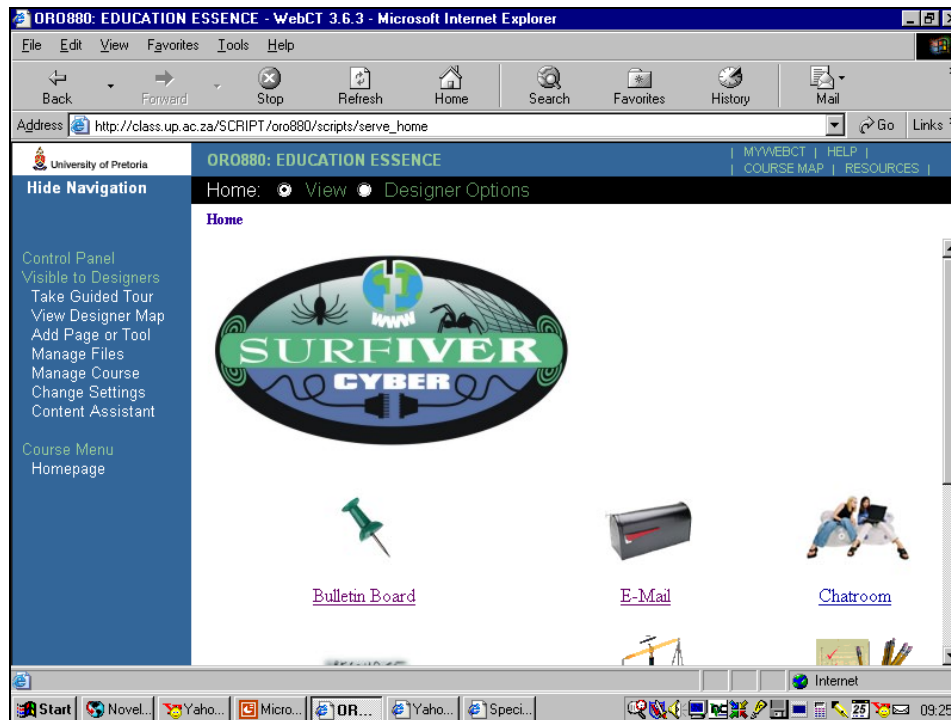 ORO880: EDUCATION ESSENCE - WebCT 3.6.3 - Microsoft Internet Explorer
File Edit View Favorites Tools Help
Back Forward Stop Refresh Home Search Favorites History Mail
Address http://class.up.ac.za/SCRIPT/oro880/scripts/serve_home Go Links
University of Pretoria
ORO880: EDUCATION ESSENCE
| MYWEBCT | HELP |
| COURSE MAP | RESOURCES |
Hide Navigation
Home: View Designer Options
Home
Control Panel
Visible to Designers
Take Guided Tour
View Designer Map
Add Page or Tool
Manage Files
Manage Course
Change Settings
Content Assistant
Course Menu
Homepage
WWW
SURFIVER
CYBER
Bulletin Board E-Mail Chatroom
Internet
Start Novel... Yaho... Micro... OR... Yaho... Speci... 25